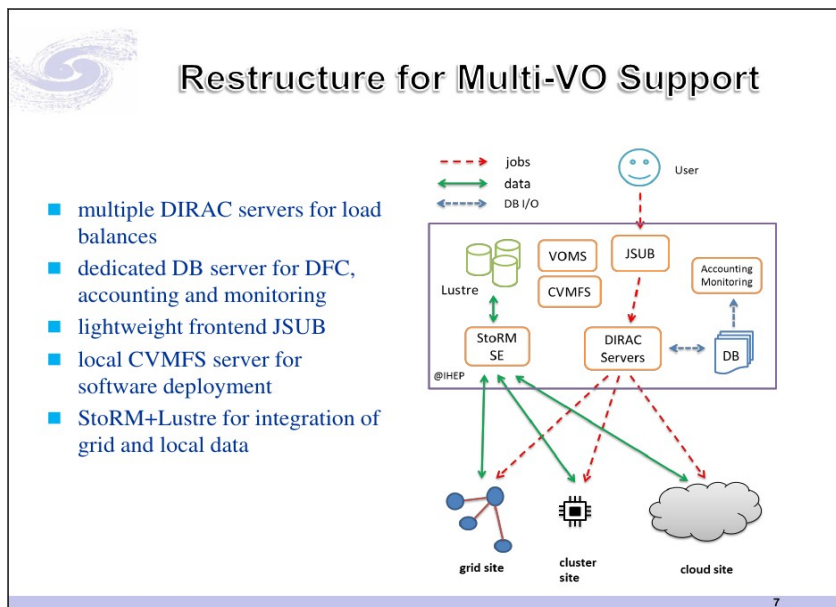 Restructure for Multi-VO Support
multiple DIRAC servers for load
balances
dedicated DB server for DFC,
accounting and monitoring
lightweight frontend JSUB
local CVMFS server for
software deployment
StoRM+Lustre for integration of
grid and local data
jobs
data
DB I/O
User
Lustre
VOMS
CVMFS
JSUB
Accounting
Monitoring
StoRM
SE
DIRAC
Servers
DB
@IHEP
grid site
cluster
site
cloud site
7